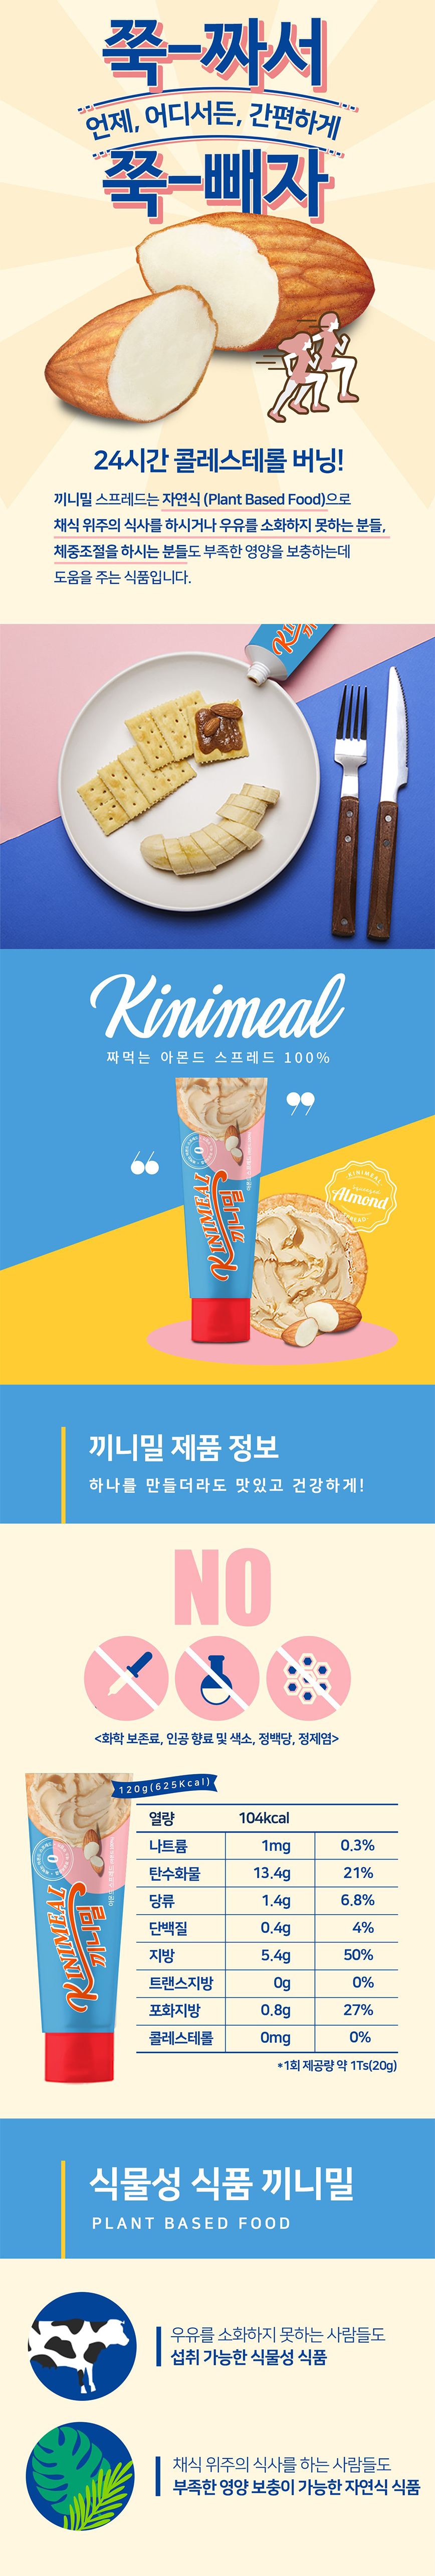 쭉-짜서
언제, 어디서든, 간편하게
쭉-빼자
24시간 콜레스테롤 버닝!
끼니밀 스프레드는 자연식 (Plant Based Food)으로
채식 위주의 식사를 하시거나 우유를 소화하지 못하는 분들,
체중조절을 하시는 분들도 부족한 영양을 보충하는데
도움을 주는 식품입니다.
Kinimeal
짜먹는 아몬드 스프레드 100%
KINIMEAL
끼니밀
KINIMEAL
Almond
끼니밀 제품 정보
하나를 만들더라도 맛있고 건강하게!
NO
<화학 보존료, 인공 향료 및 색소, 정백당, 정제염>
120g(625Kcal)
KINIMEAL
끼니밀
열량 104kcal
나트륨 1mg 0.3%
탄수화물 13.4g 21%
당류 1.4g 6.8%
단백질 0.4g 4%
지방 5.4g 50%
트랜스지방 0g 0%
포화지방 0.8g 27%
콜레스테롤 0mg 0%
*1회 제공량 약 1Ts(20g)
식물성 식품 끼니밀
PLANT BASED FOOD
우유를 소화하지 못하는 사람들도
섭취 가능한 식물성 식품
채식 위주의 식사를 하는 사람들도
부족한 영양 보충이 가능한 자연식 식품